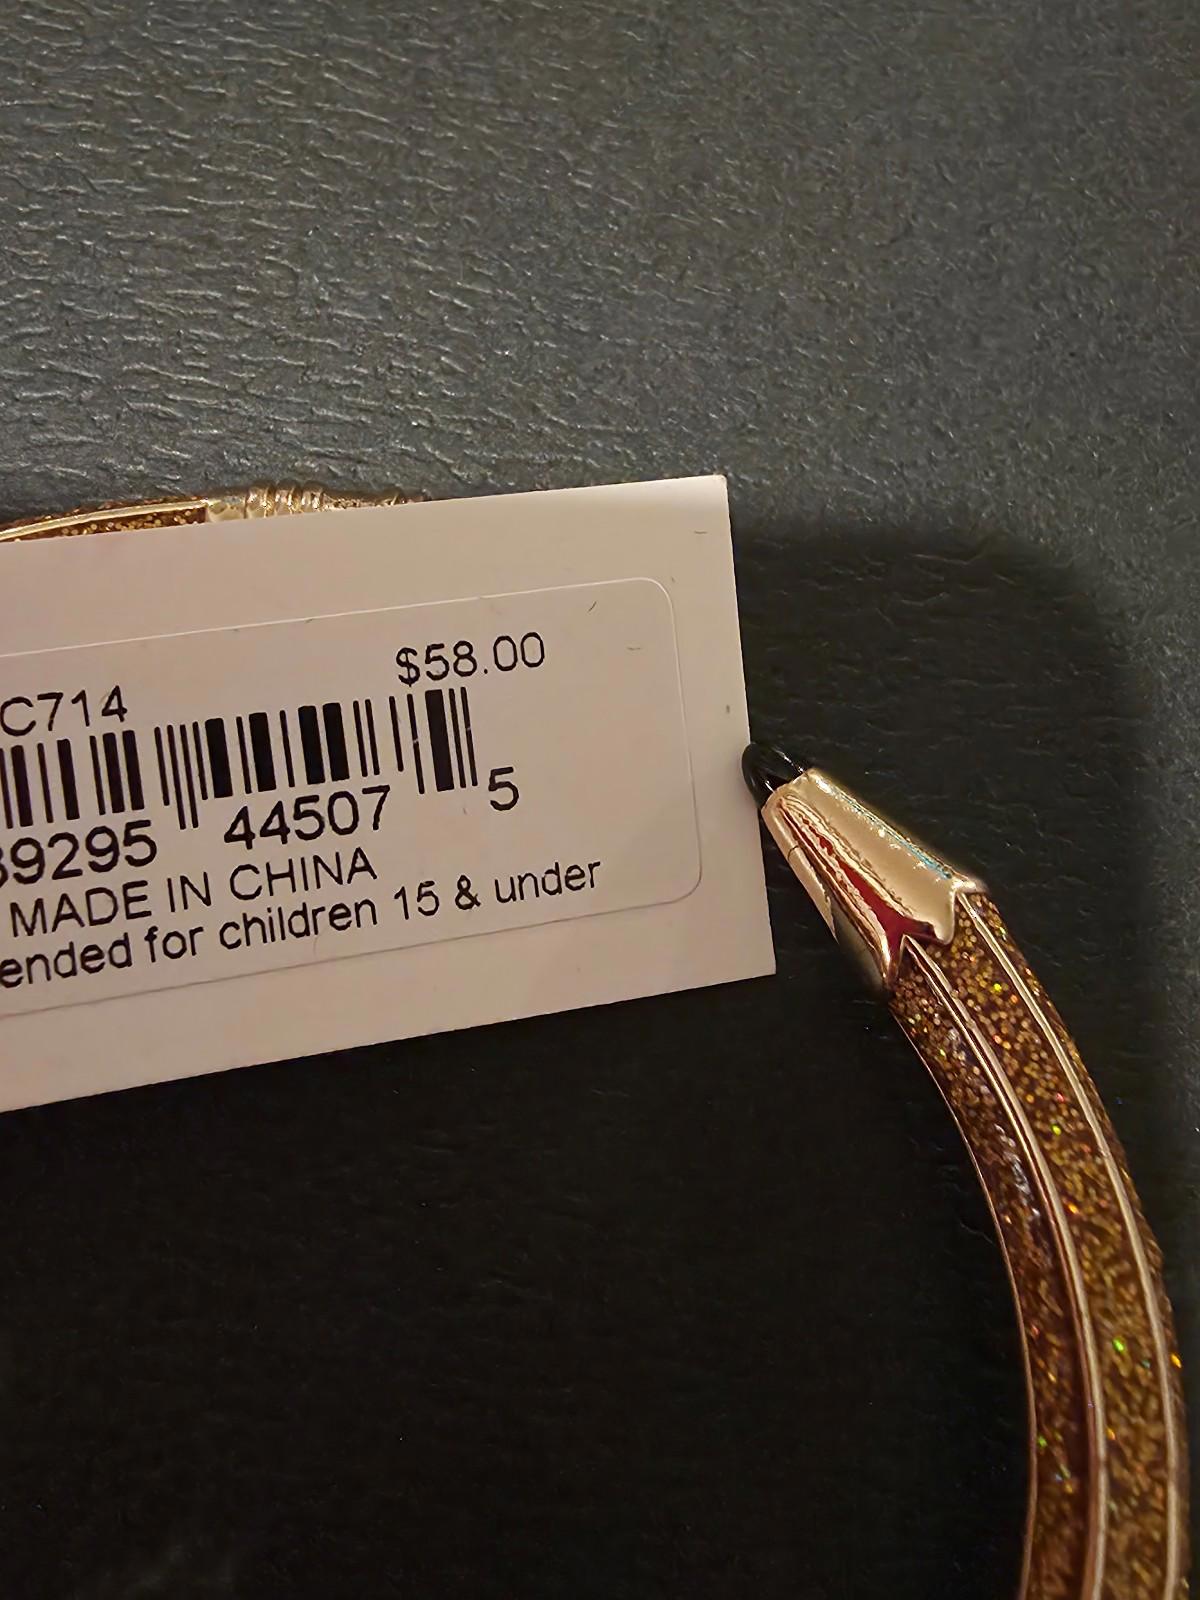 $58.00
C714
39295 44507 5
MADE IN CHINA
ended for children 15 & under